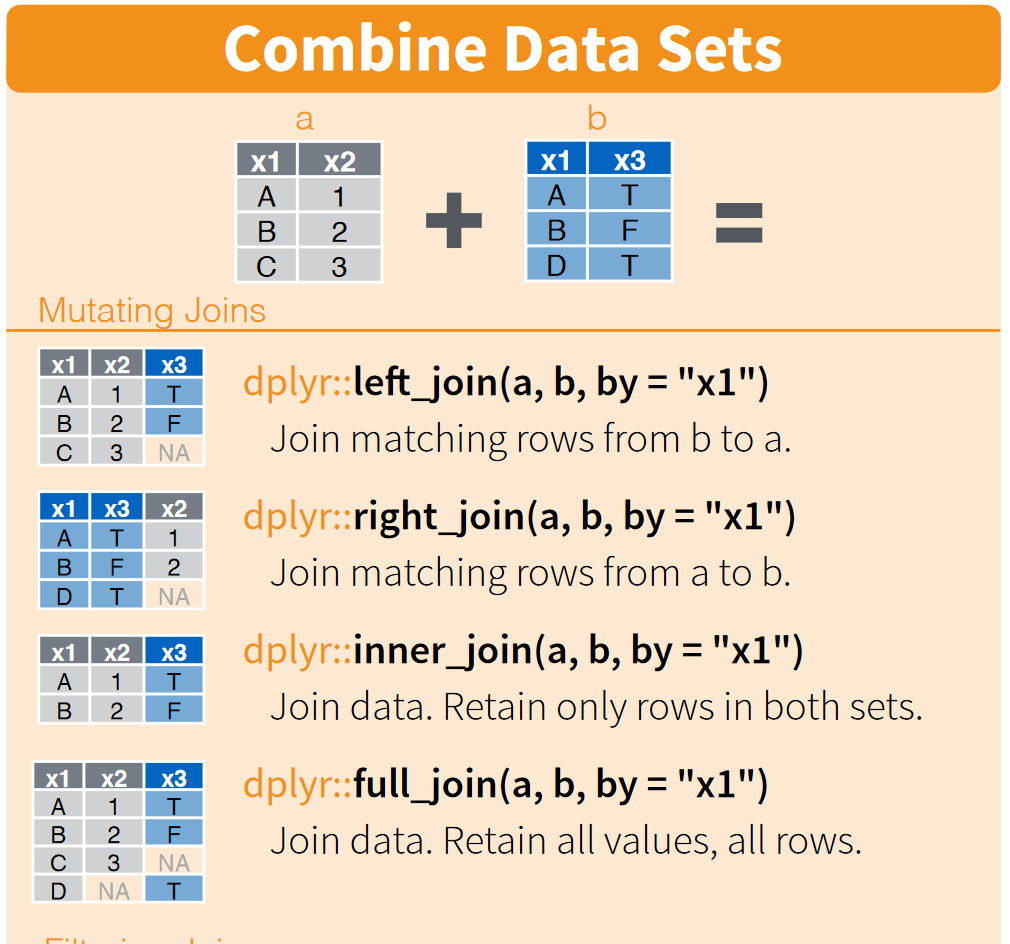 Combine Data Sets
a b
x1 x2
A 1
B 2
C 3
+
x1 x3
A T
B F
D T
=
Mutating Joins
x1 x2 x3
A 1 T
B 2 F
C 3 NA
dplyr::left_join(a, b, by = "x1")
Join matching rows from b to a.
x1 x3 x2
A T 1
B F 2
D T NA
dplyr::right_join(a, b, by = "x1")
Join matching rows from a to b.
x1 x2 x3
A 1 T
B 2 F
dplyr::inner_join(a, b, by = "x1")
Join data. Retain only rows in both sets.
x1 x2 x3
A 1 T
B 2 F
C 3 NA
D NA T
dplyr::full_join(a, b, by = "x1")
Join data. Retain all values, all rows.